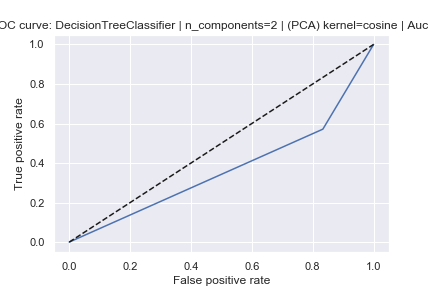 OC curve: DecisionTreeClassifier | n_components=2 | (PCA) kernel=cosine | Auc
1.0
0.8
0.6
0.4
0.2
0.0
True positive rate
0.0 0.2 0.4 0.6 0.8 1.0
False positive rate